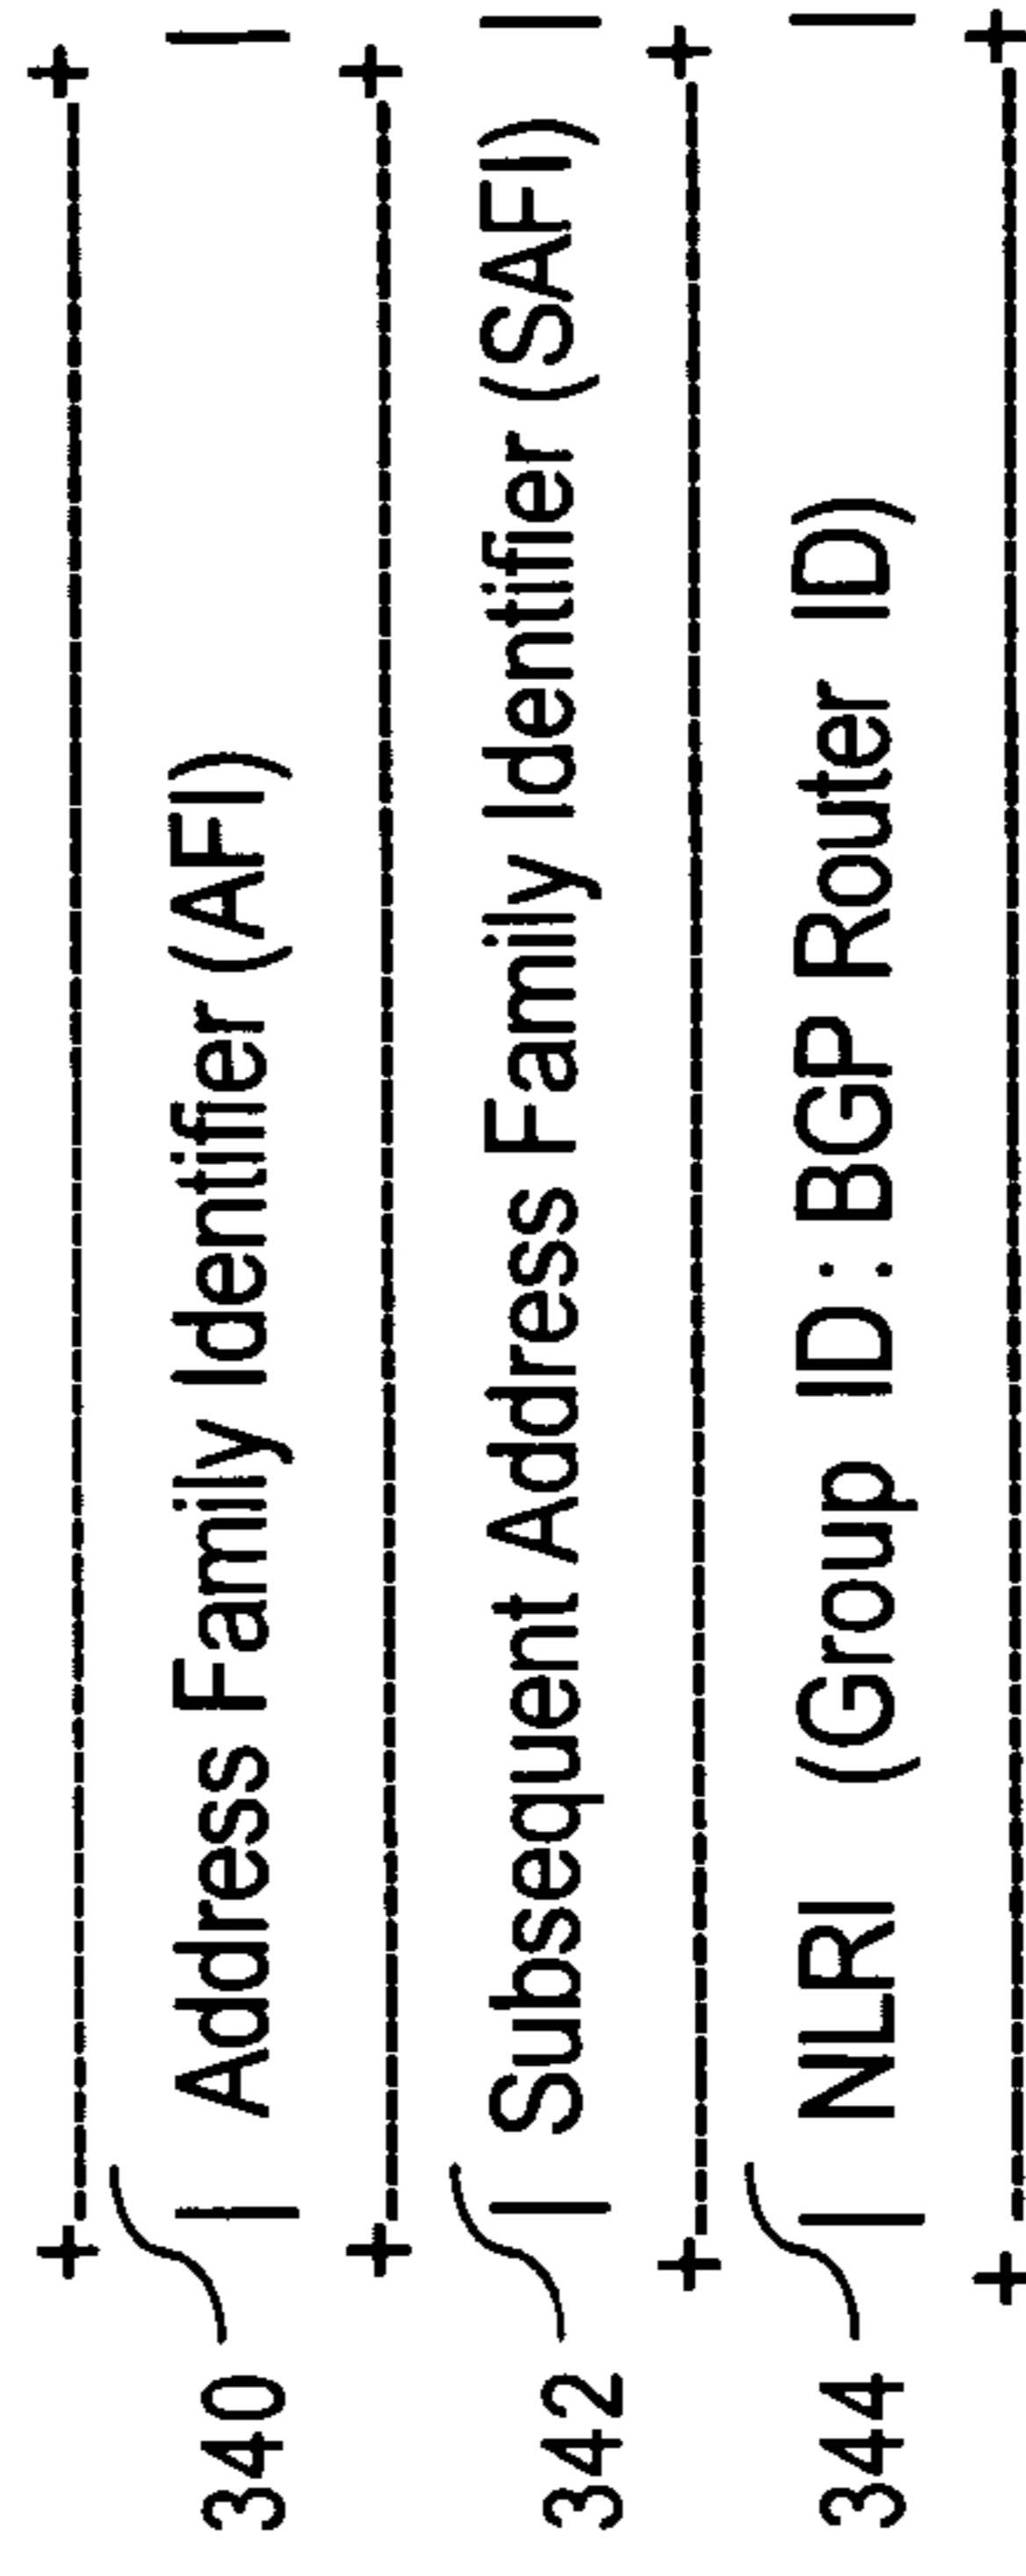 +-----------------------------------------------------------+
340 | Address Family Identifier (AFI) |
+-----------------------------------------------------------+
342 | Subsequent Address Family Identifier (SAFI) |
+-----------------------------------------------------------+
344 | NLRI (Group ID : BGP Router ID) |
+-----------------------------------------------------------+